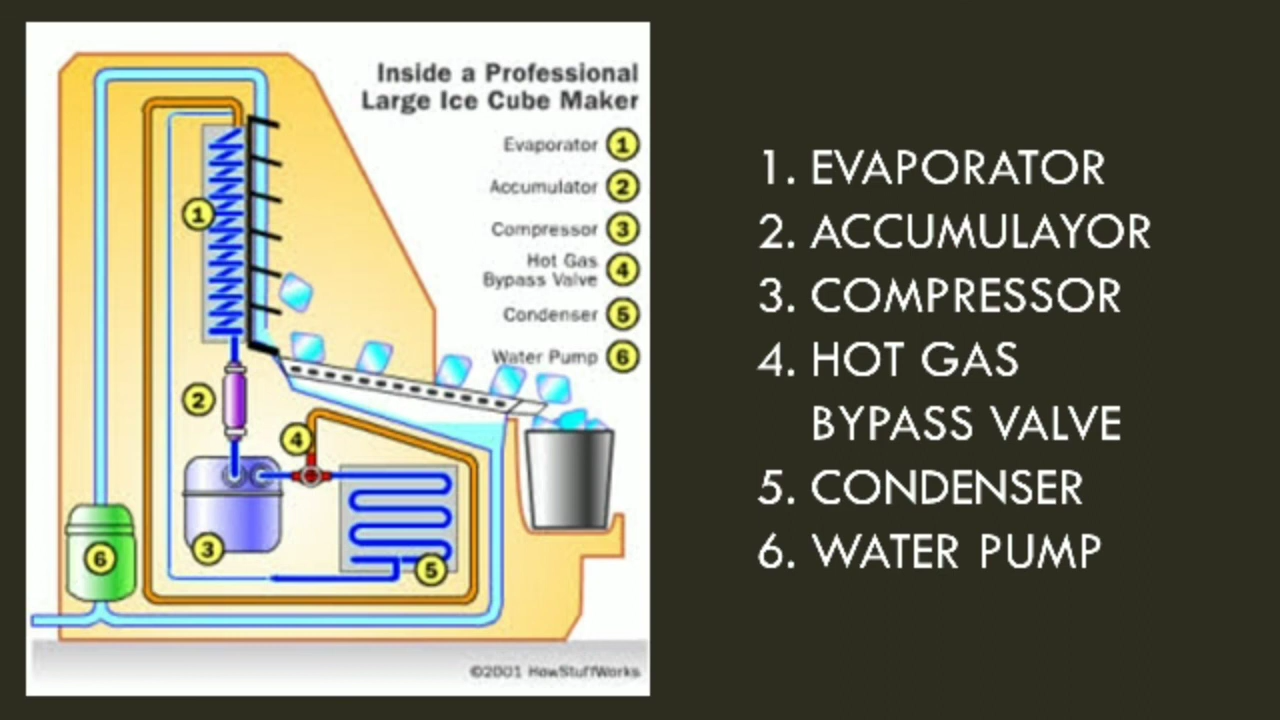 Inside a Professional
Large Ice Cube Maker
Evaporator 1
Accumulator 2
Compressor 3
Hot Gas
Bypass Valve 4
Condenser 5
Water Pump 6
1
2
4
3
5
6
©2001 HowStuffWorks
1. EVAPORATOR
2. ACCUMULAYOR
3. COMPRESSOR
4. HOT GAS
BYPASS VALVE
5. CONDENSER
6. WATER PUMP